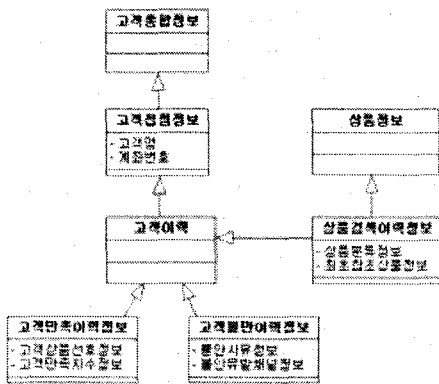 고객종합정보
고객접점정보
- 고객명
- 계좌번호
상품정보
고객이력
상품검색이력정보
- 상품분류정보
- 최초참조상품정보
고객만족이력정보
- 고객상품선호정보
- 고객만족지수정보
고객불만이력정보
- 불만사유정보
- 불만유발채널정보